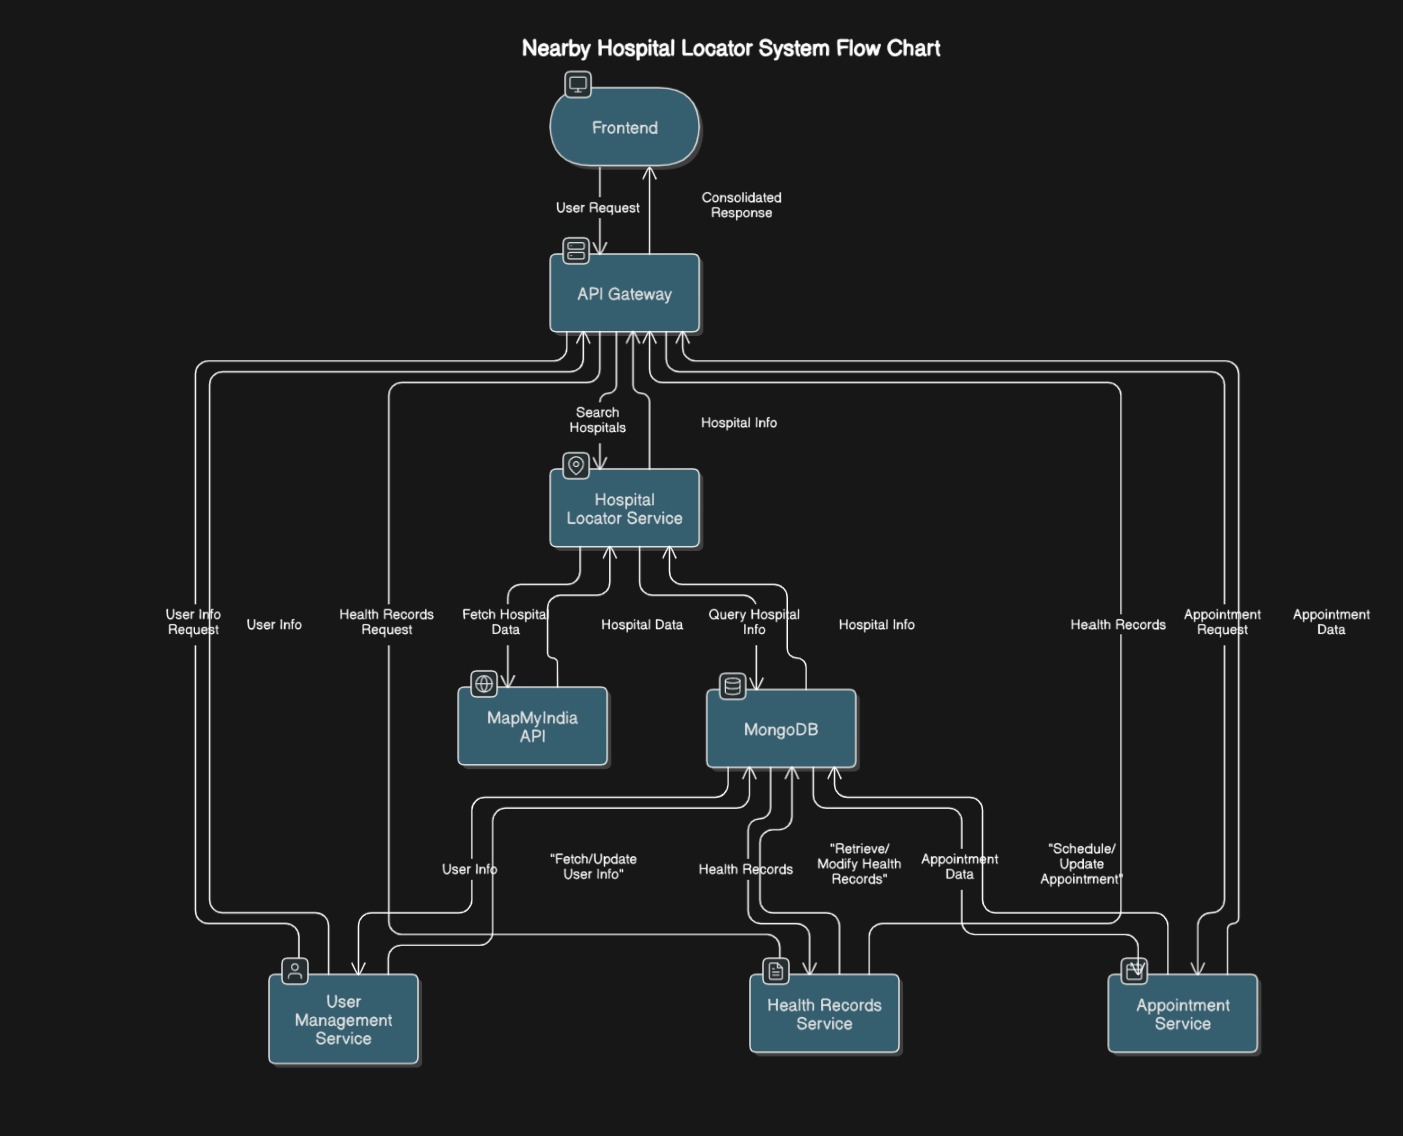 Nearby Hospital Locator System Flow Chart
Frontend
User Request
Consolidated
Response
API Gateway
Search
Hospitals
Hospital Info
Hospital
Locator Service
User Info
Request
User Info
Health Records
Request
Fetch Hospital
Data
Hospital Data
Query Hospital
Info
Hospital Info
Health Records
Appointment
Request
Appointment
Data
MapMyIndia
API
MongoDB
User Info
"Fetch/Update
User Info"
Health Records
"Retrieve/
Modify Health
Records"
Appointment
Data
"Schedule/
Update
Appointment"
User
Management
Service
Health Records
Service
Appointment
Service